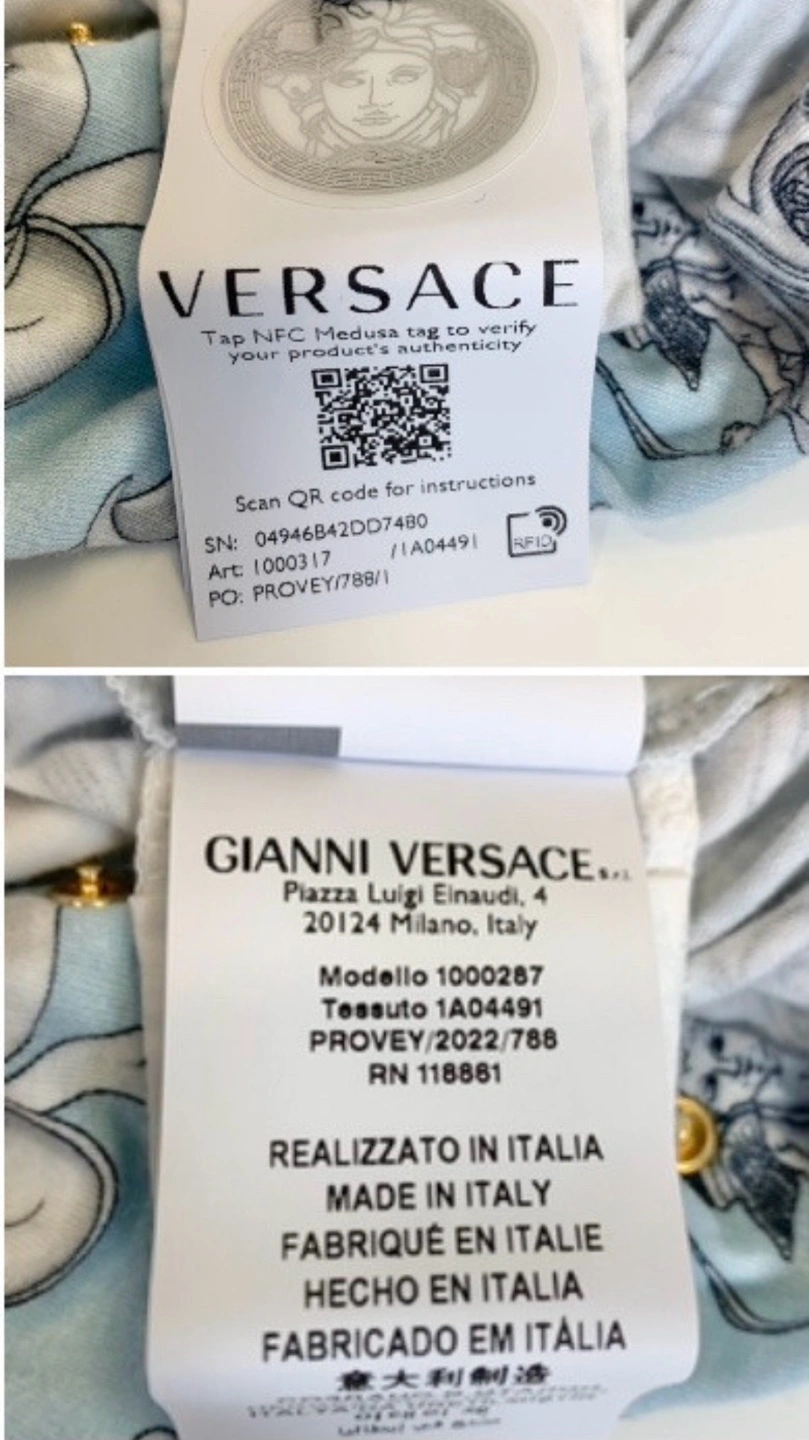 VERSACE
Tap NFC Medusa tag to verify
your product's authenticity
Scan QR code for instructions
SN: 04946B42DD7480
Art: 1000317 /1A04491
PO: PROVEY/788/1
RFID
GIANNI VERSACE s.r.l.
Piazza Luigi Einaudi, 4
20124 Milano, Italy
Modello 1000287
Tessuto 1A04491
PROVEY/2022/788
RN 118861
REALIZZATO IN ITALIA
MADE IN ITALY
FABRIQUÉ EN ITALIE
HECHO EN ITALIA
FABRICADO EM ITÁLIA
意大利制造